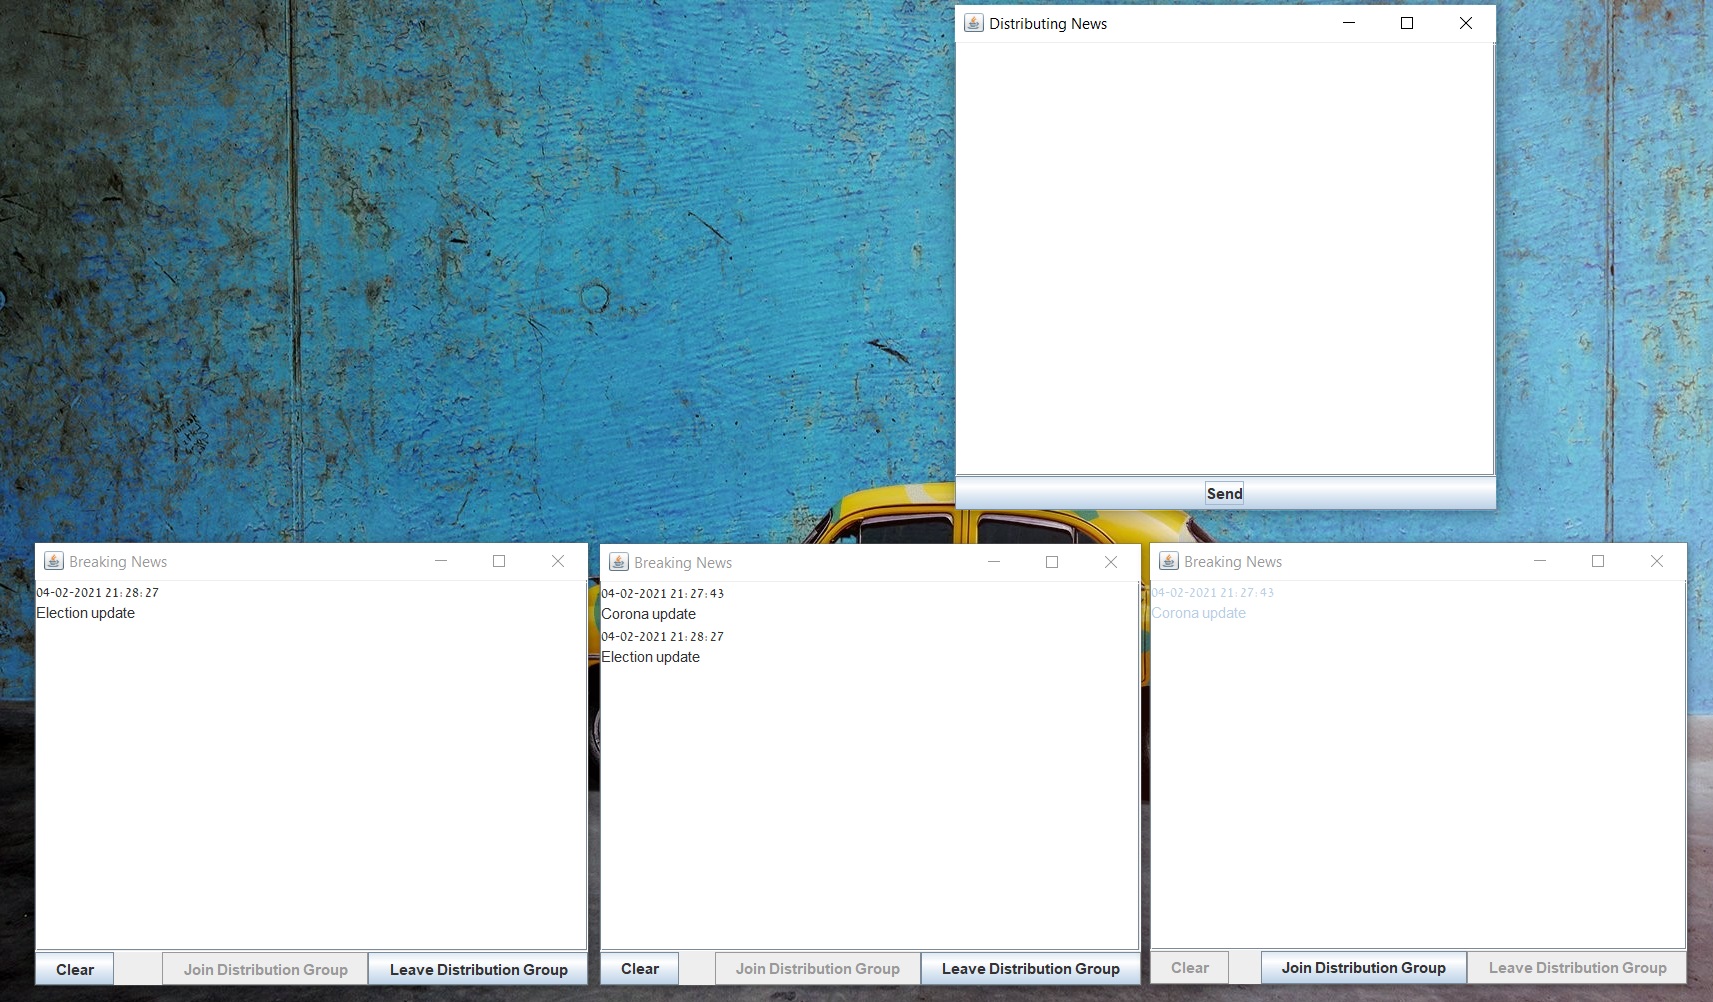 Distributing News
Send
Breaking News
04-02-2021 21:28:27
Election update
Clear
Join Distribution Group
Leave Distribution Group
Breaking News
04-02-2021 21:27:43
Corona update
04-02-2021 21:28:27
Election update
Clear
Join Distribution Group
Leave Distribution Group
Breaking News
04-02-2021 21:27:43
Corona update
Clear
Join Distribution Group
Leave Distribution Group